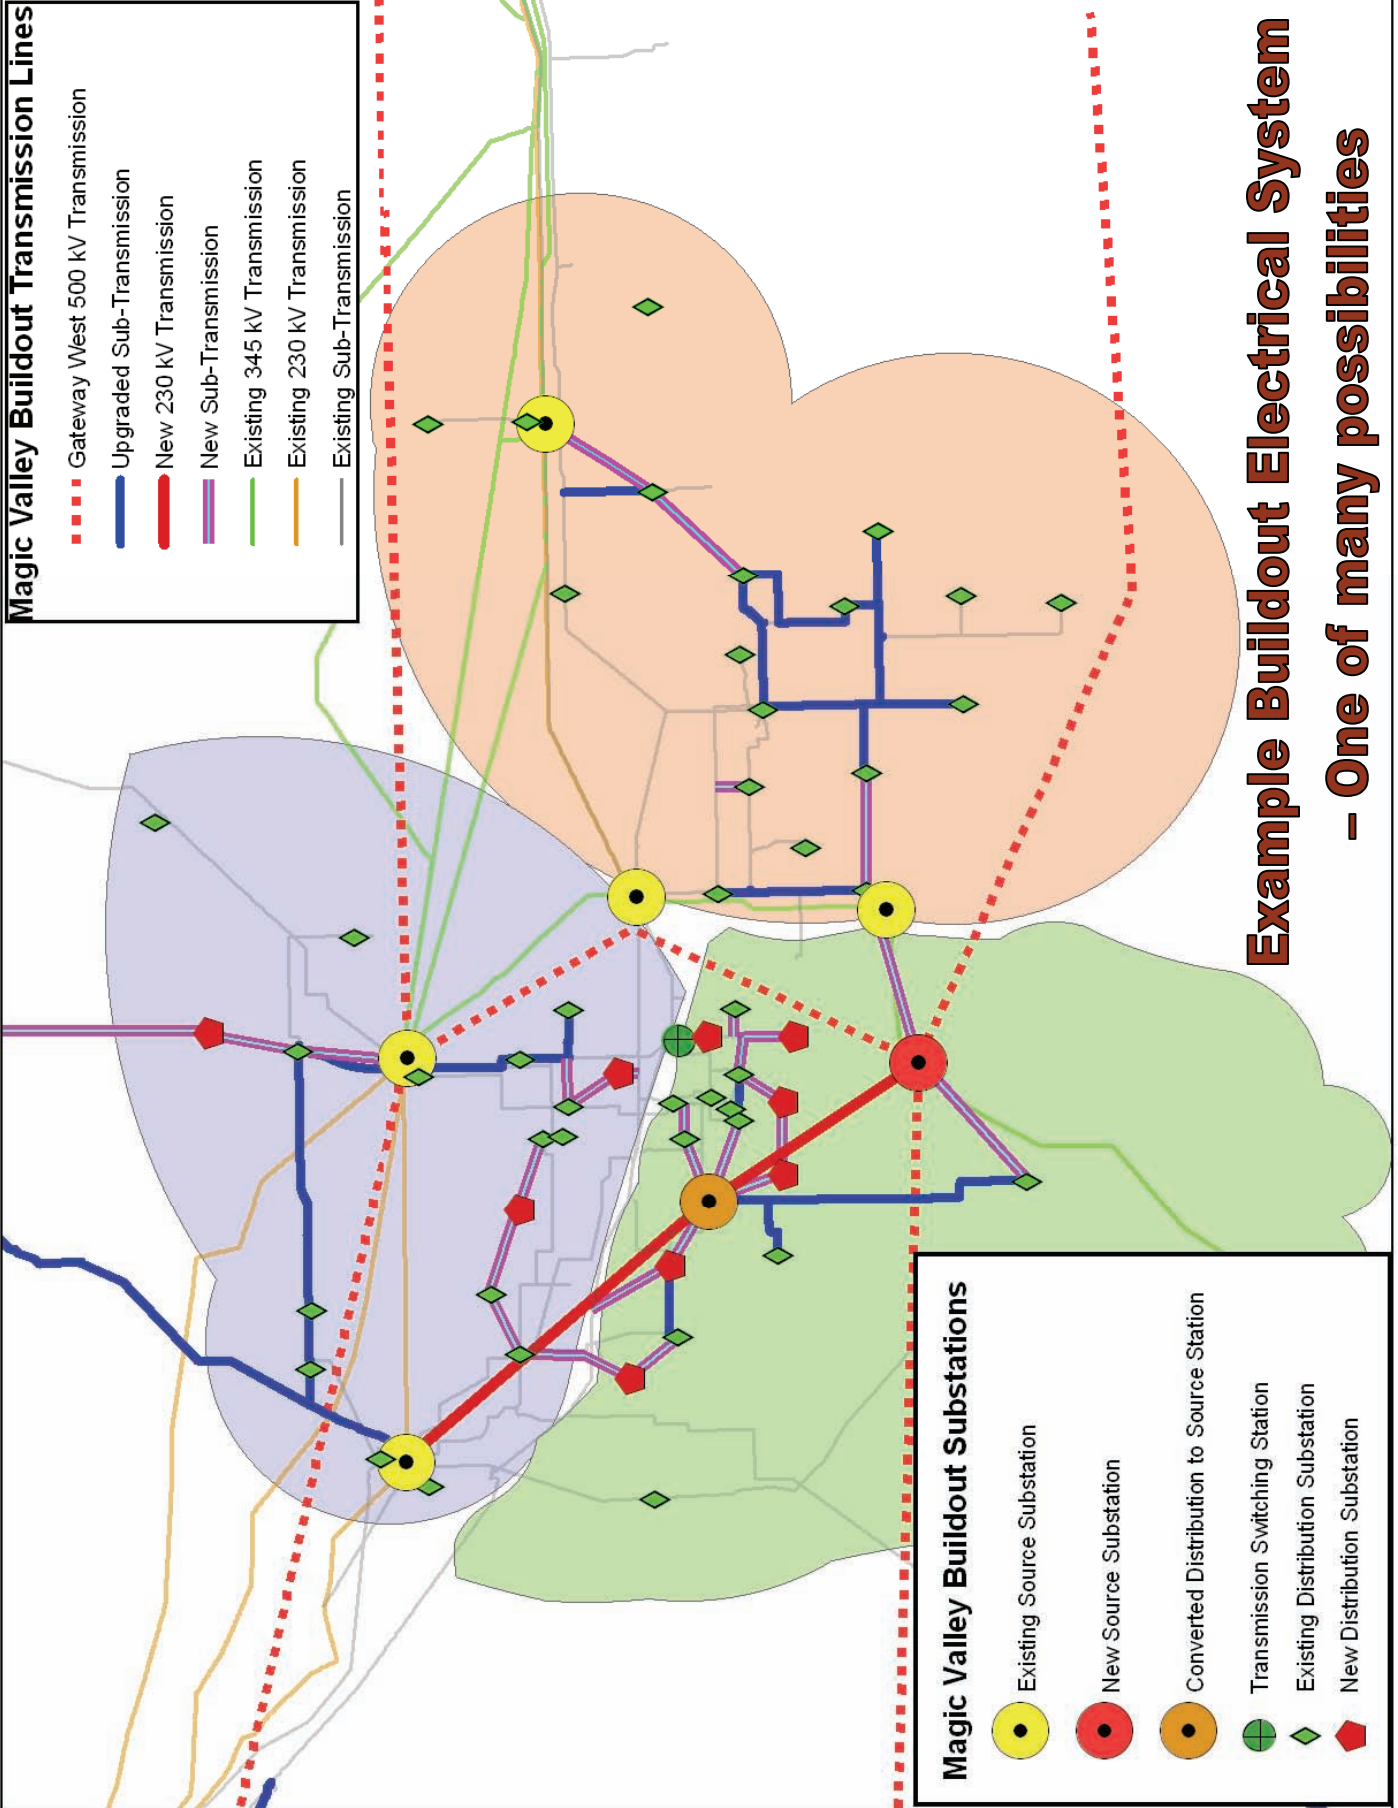 Magic Valley Buildout Transmission Lines
Gateway West 500 kV Transmission
Upgraded Sub-Transmission
New 230 kV Transmission
New Sub-Transmission
Existing 345 kV Transmission
Existing 230 kV Transmission
Existing Sub-Transmission
Example Buildout Electrical System
– One of many possibilities
Magic Valley Buildout Substations
Existing Source Substation
New Source Substation
Converted Distribution to Source Station
Transmission Switching Station
Existing Distribution Substation
New Distribution Substation